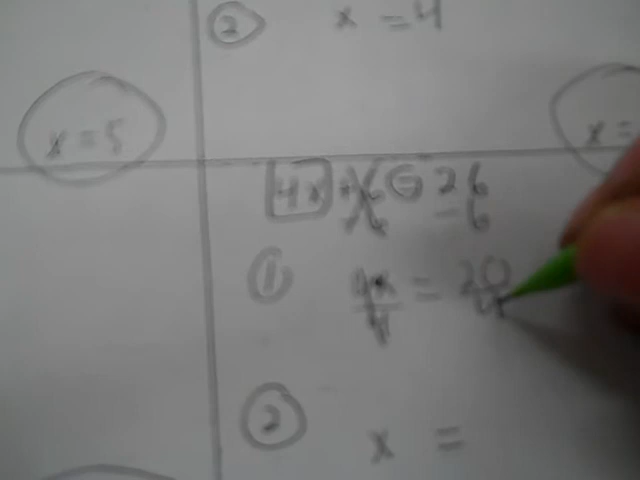 ② x = 4
x = 5
x =
4x + 6 = 26
- 6 - 6
① 4x = 20
4 4
② x =